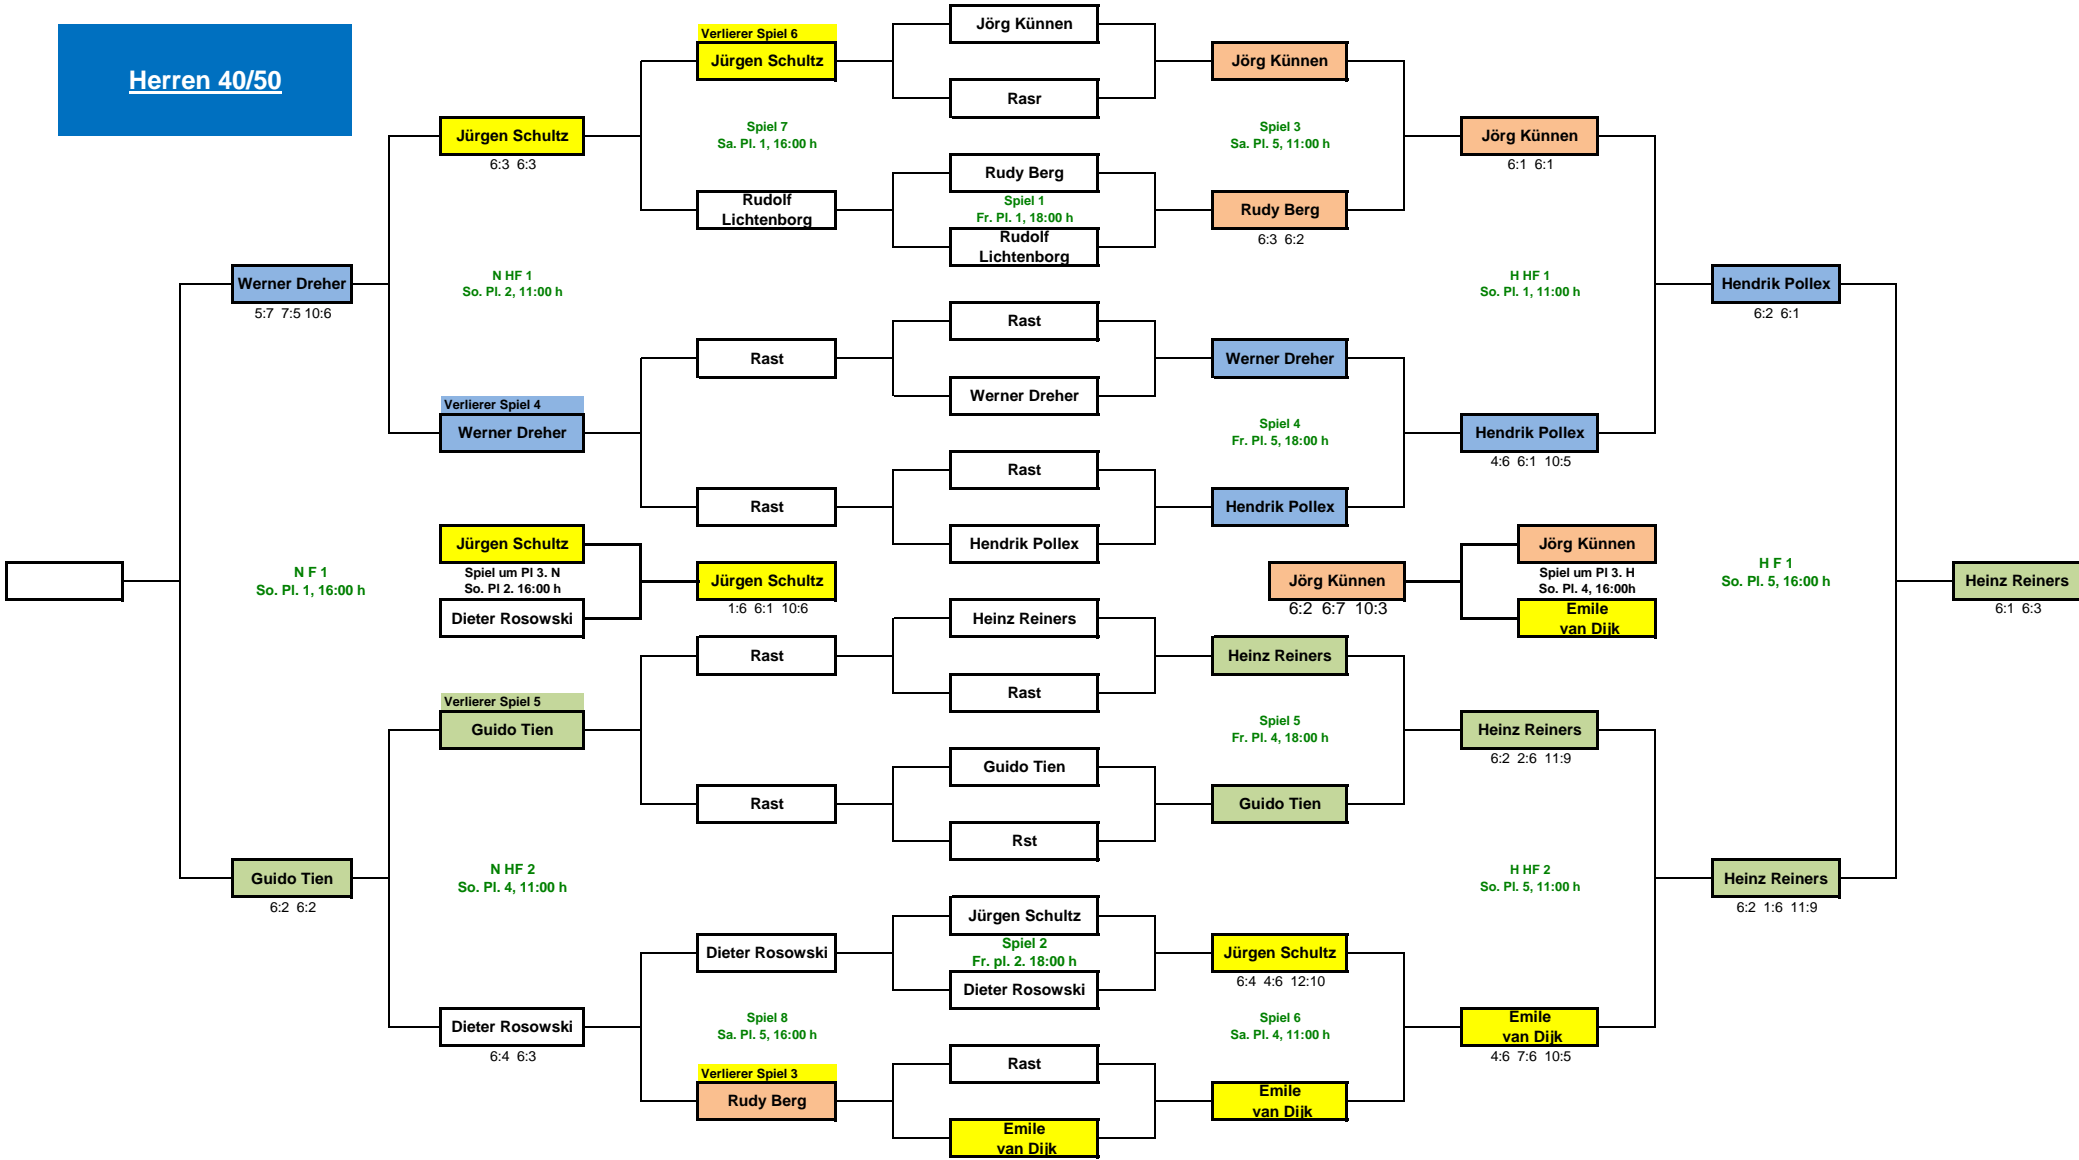 Herren 40/50
Verlierer Spiel 6
Jürgen Schultz
Jörg Künnen
Jörg Künnen
Rasr
Jürgen Schultz
6:3 6:3
Spiel 7
Sa. Pl. 1, 16:00 h
Spiel 3
Sa. Pl. 5, 11:00 h
Jörg Künnen
6:1 6:1
Rudolf
Lichtenborg
Rudy Berg
Spiel 1
Fr. Pl. 1, 18:00 h
Rudolf
Lichtenborg
Rudy Berg
6:3 6:2
Werner Dreher
5:7 7:5 10:6
N HF 1
So. Pl. 2, 11:00 h
H HF 1
So. Pl. 1, 11:00 h
Hendrik Pollex
6:2 6:1
Rast
Rast
Werner Dreher
Werner Dreher
Verlierer Spiel 4
Werner Dreher
Spiel 4
Fr. Pl. 5, 18:00 h
Hendrik Pollex
4:6 6:1 10:5
Rast
Rast
Hendrik Pollex
Hendrik Pollex
N F 1
So. Pl. 1, 16:00 h
Jürgen Schultz
Spiel um Pl 3. N
So. Pl 2. 16:00 h
Dieter Rosowski
Jürgen Schultz
1:6 6:1 10:6
Jörg Künnen
6:2 6:7 10:3
Jörg Künnen
Spiel um Pl 3. H
So. Pl. 4, 16:00h
Emile
van Dijk
H F 1
So. Pl. 5, 16:00 h
Heinz Reiners
6:1 6:3
Rast
Heinz Reiners
Rast
Heinz Reiners
Verlierer Spiel 5
Guido Tien
Spiel 5
Fr. Pl. 4, 18:00 h
Heinz Reiners
6:2 2:6 11:9
Rast
Guido Tien
Rst
Guido Tien
Guido Tien
6:2 6:2
N HF 2
So. Pl. 4, 11:00 h
H HF 2
So. Pl. 5, 11:00 h
Heinz Reiners
6:2 1:6 11:9
Dieter Rosowski
Jürgen Schultz
Spiel 2
Fr. pl. 2. 18:00 h
Dieter Rosowski
Jürgen Schultz
6:4 4:6 12:10
Dieter Rosowski
6:4 6:3
Spiel 8
Sa. Pl. 5, 16:00 h
Spiel 6
Sa. Pl. 4, 11:00 h
Emile
van Dijk
4:6 7:6 10:5
Verlierer Spiel 3
Rudy Berg
Rast
Emile
van Dijk
Emile
van Dijk